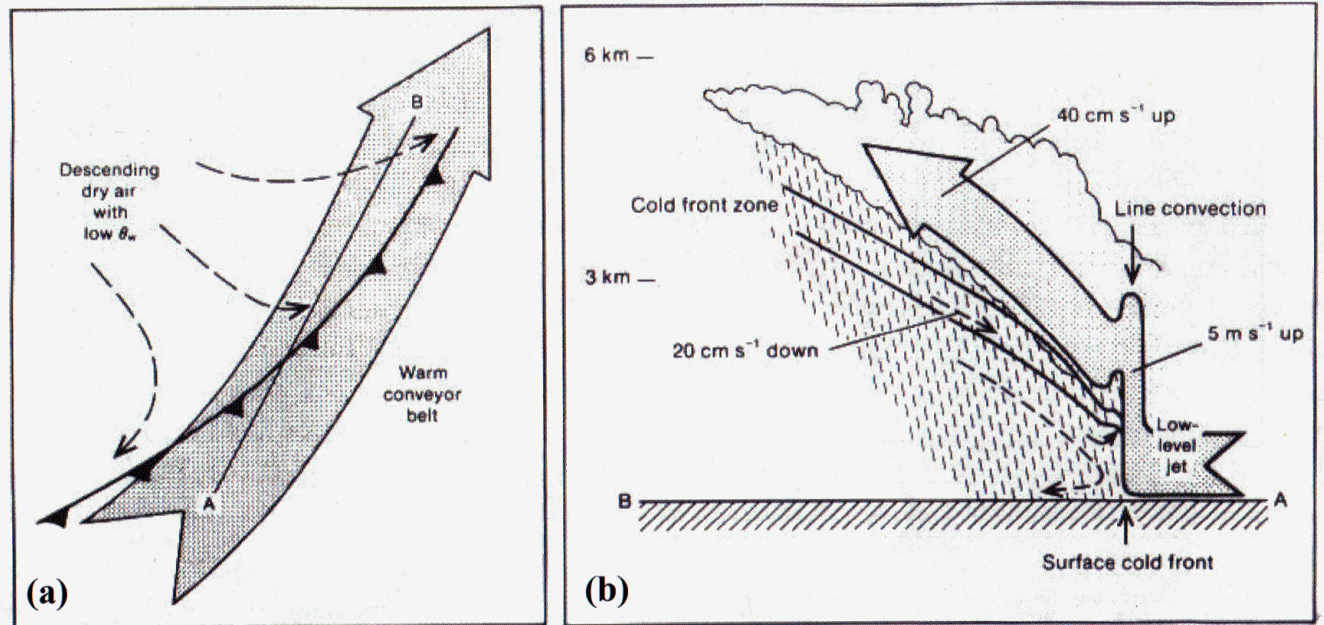 Descending
dry air
with
low θw
B
A
Warm
conveyor
belt
(a)
6 km
40 cm s⁻¹ up
Cold front zone
Line convection
3 km
20 cm s⁻¹ down
5 m s⁻¹ up
Low-
level
jet
B
A
Surface cold front
(b)